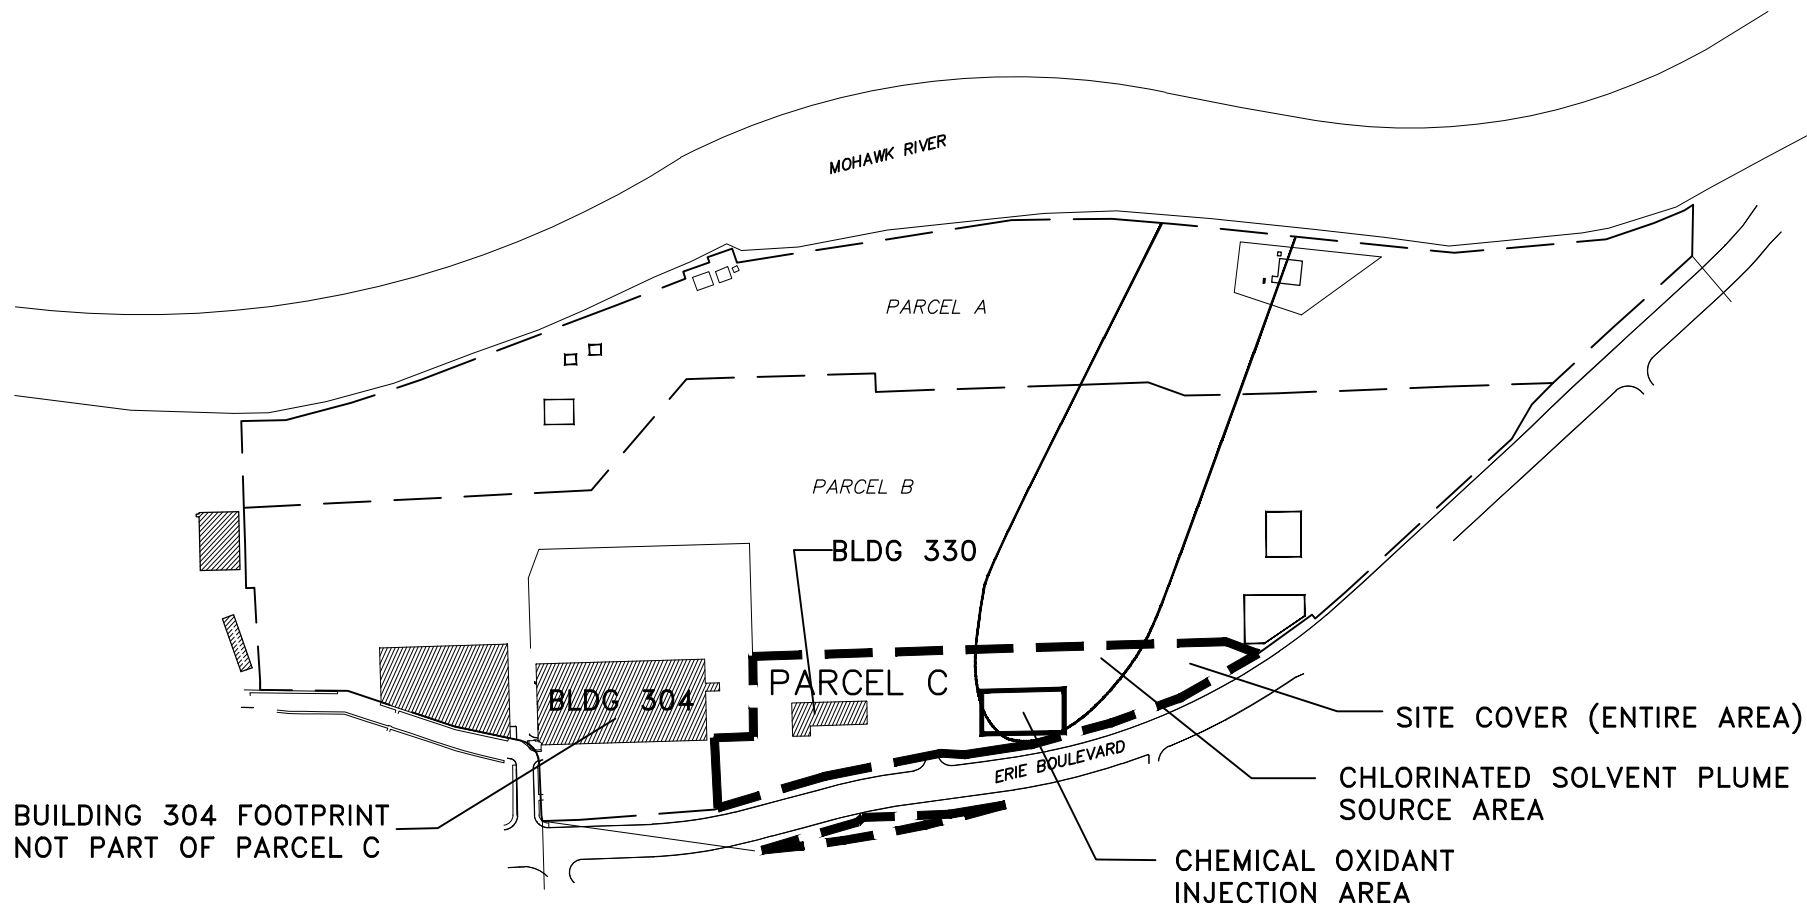 MOHAWK RIVER
PARCEL A
PARCEL B
BLDG 330
PARCEL C
BLDG 304
SITE COVER (ENTIRE AREA)
ERIE BOULEVARD
CHLORINATED SOLVENT PLUME
SOURCE AREA
BUILDING 304 FOOTPRINT
NOT PART OF PARCEL C
CHEMICAL OXIDANT
INJECTION AREA